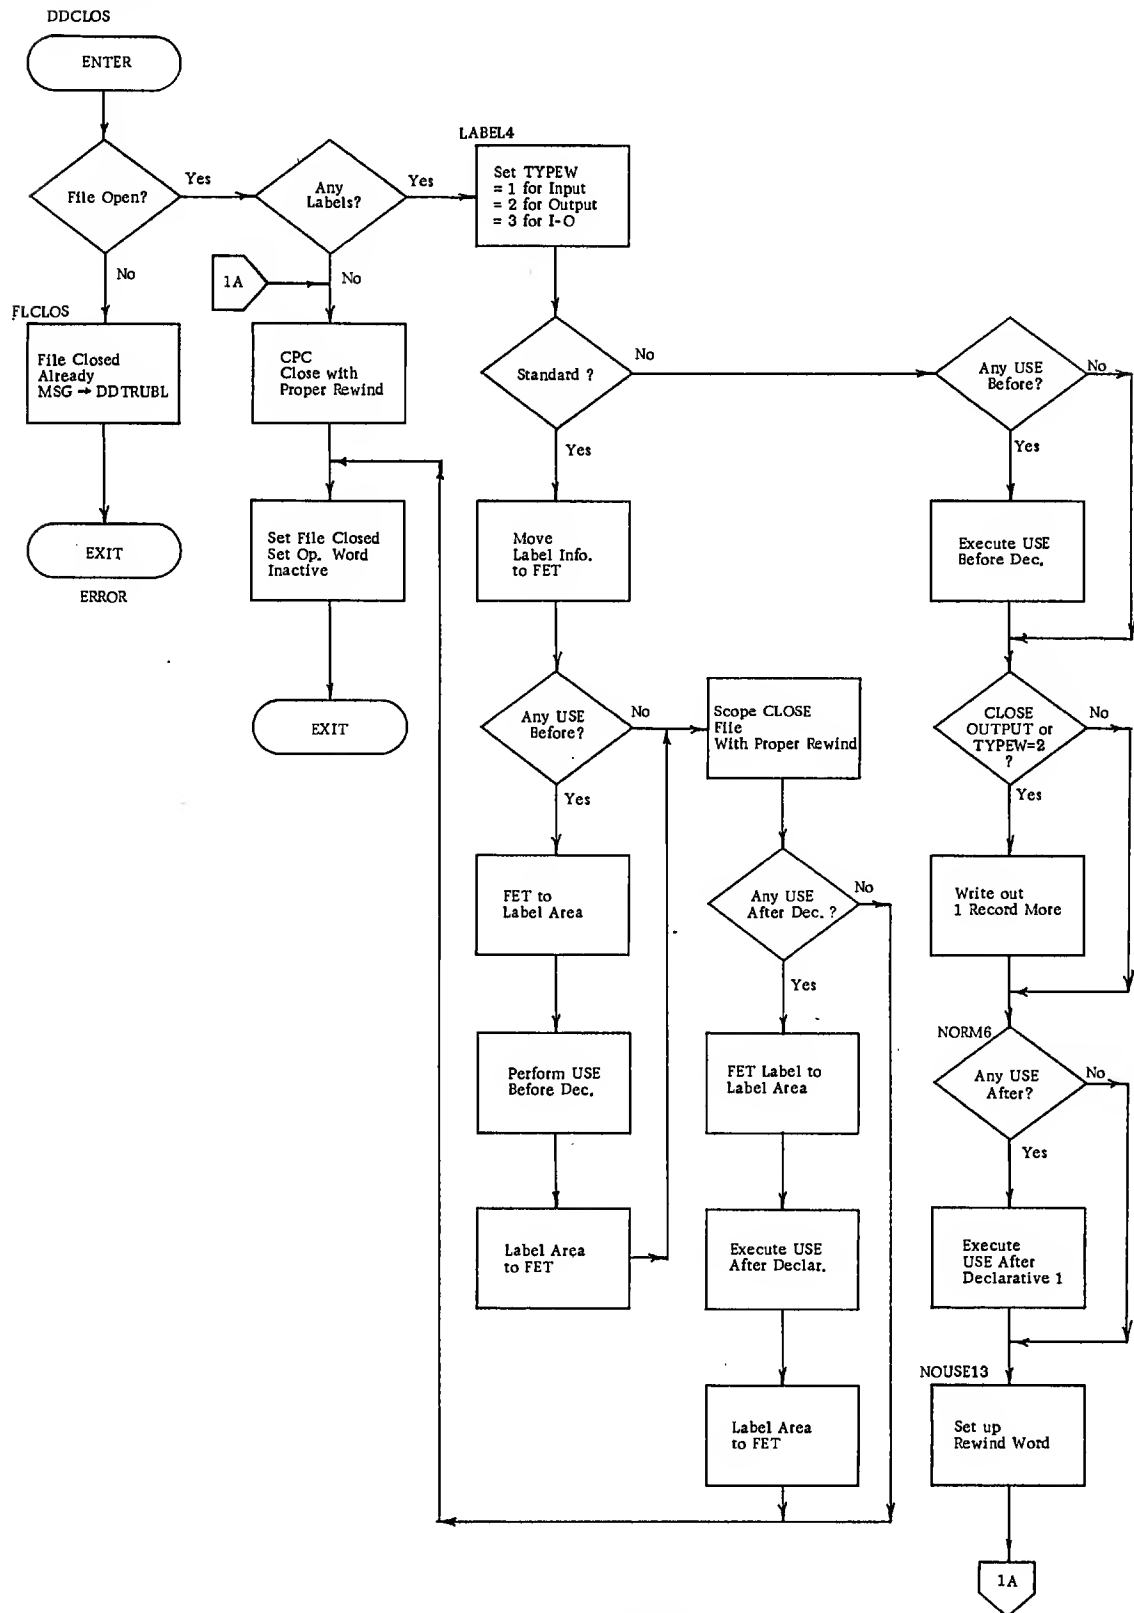 DDCLOS
ENTER
File Open?
Yes
No
FLCLOS
File Closed
Already
MSG → DDTRUBL
EXIT
ERROR
Any
Labels?
Yes
No
1A
CPC
Close with
Proper Rewind
Set File Closed
Set Op. Word
Inactive
EXIT
LABEL4
Set TYPEW
= 1 for Input
= 2 for Output
= 3 for I-O
Standard ?
No
Yes
Move
Label Info.
to FET
Any USE
Before?
No
Yes
FET to
Label Area
Perform USE
Before Dec.
Label Area
to FET
Scope CLOSE
File
With Proper Rewind
Any USE
After Dec. ?
No
Yes
FET Label to
Label Area
Execute USE
After Declar.
Label Area
to FET
Any USE
Before?
No
Yes
Execute USE
Before Dec.
CLOSE
OUTPUT or
TYPEW=2
?
No
Yes
Write out
1 Record More
NORM6
Any USE
After?
No
Yes
Execute
USE After
Declarative 1
NOUSE13
Set up
Rewind Word
1A